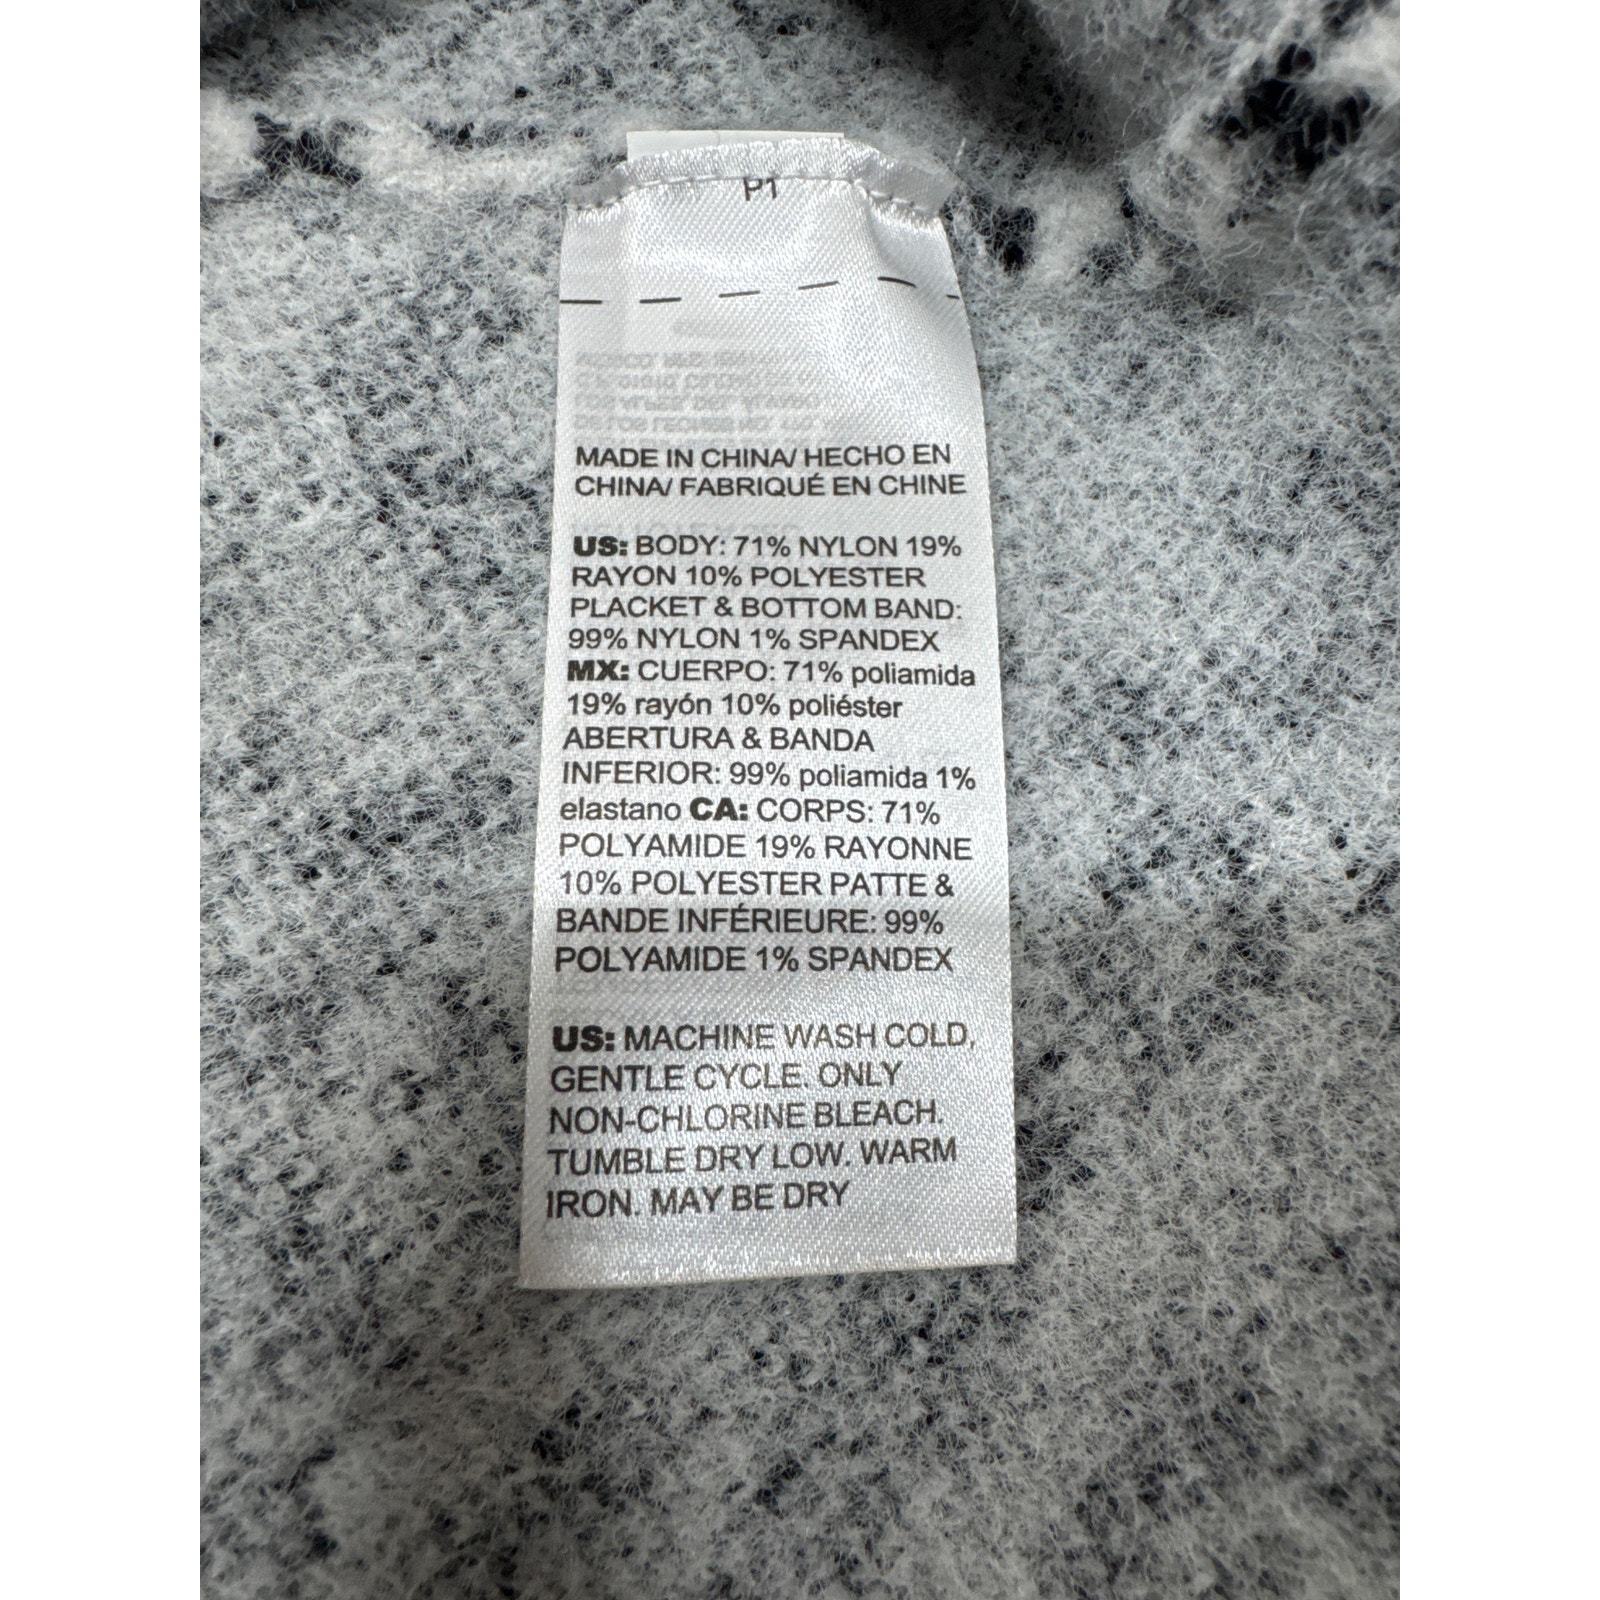 P1
MADE IN CHINA/ HECHO EN
CHINA/ FABRIQUÉ EN CHINE
US: BODY: 71% NYLON 19%
RAYON 10% POLYESTER
PLACKET & BOTTOM BAND:
99% NYLON 1% SPANDEX
MX: CUERPO: 71% poliamida
19% rayón 10% poliéster
ABERTURA & BANDA
INFERIOR: 99% poliamida 1%
elastano CA: CORPS: 71%
POLYAMIDE 19% RAYONNE
10% POLYESTER PATTE &
BANDE INFÉRIEURE: 99%
POLYAMIDE 1% SPANDEX
US: MACHINE WASH COLD,
GENTLE CYCLE. ONLY
NON-CHLORINE BLEACH.
TUMBLE DRY LOW. WARM
IRON. MAY BE DRY